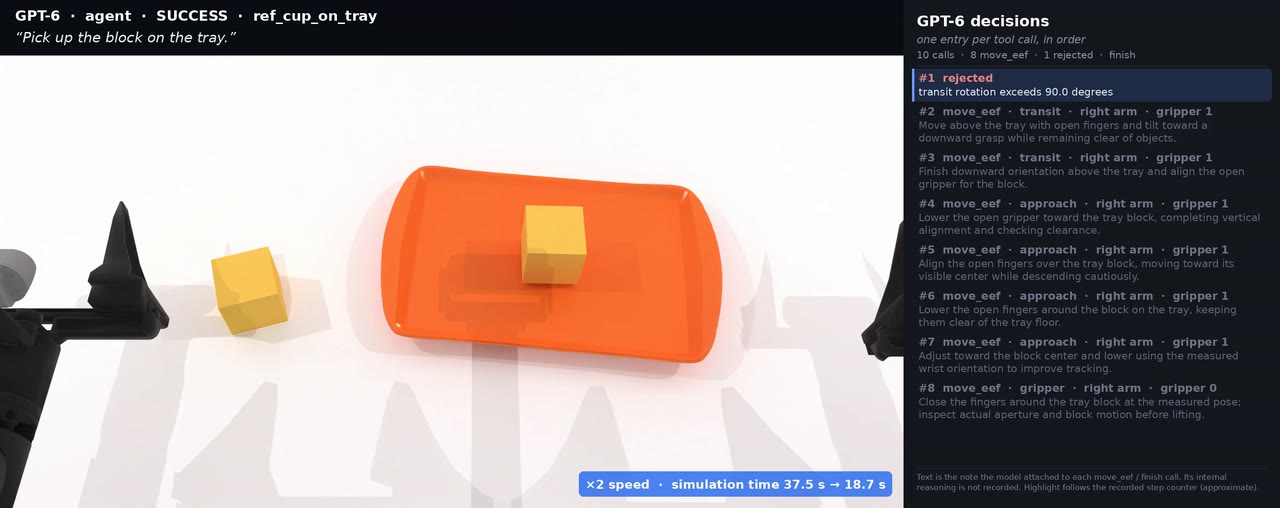 GPT-6 · agent · SUCCESS · ref_cup_on_tray
“Pick up the block on the tray.”
×2 speed · simulation time 37.5 s → 18.7 s
GPT-6 decisions
one entry per tool call, in order
10 calls · 8 move_eef · 1 rejected · finish
#1 rejected
transit rotation exceeds 90.0 degrees
#2 move_eef · transit · right arm · gripper 1
Move above the tray with open fingers and tilt toward a
downward grasp while remaining clear of objects.
#3 move_eef · transit · right arm · gripper 1
Finish downward orientation above the tray and align the open
gripper for the block.
#4 move_eef · approach · right arm · gripper 1
Lower the open gripper toward the tray block, completing vertical
alignment and checking clearance.
#5 move_eef · approach · right arm · gripper 1
Align the open fingers over the tray block, moving toward its
visible center while descending cautiously.
#6 move_eef · approach · right arm · gripper 1
Lower the open fingers around the block on the tray, keeping
them clear of the tray floor.
#7 move_eef · approach · right arm · gripper 1
Adjust toward the block center and lower using the measured
wrist orientation to improve tracking.
#8 move_eef · gripper · right arm · gripper 0
Close the fingers around the tray block at the measured pose;
inspect actual aperture and block motion before lifting.
Text is the note the model attached to each move_eef / finish call. Its internal
reasoning is not recorded. Highlight follows the recorded step counter (approximate).